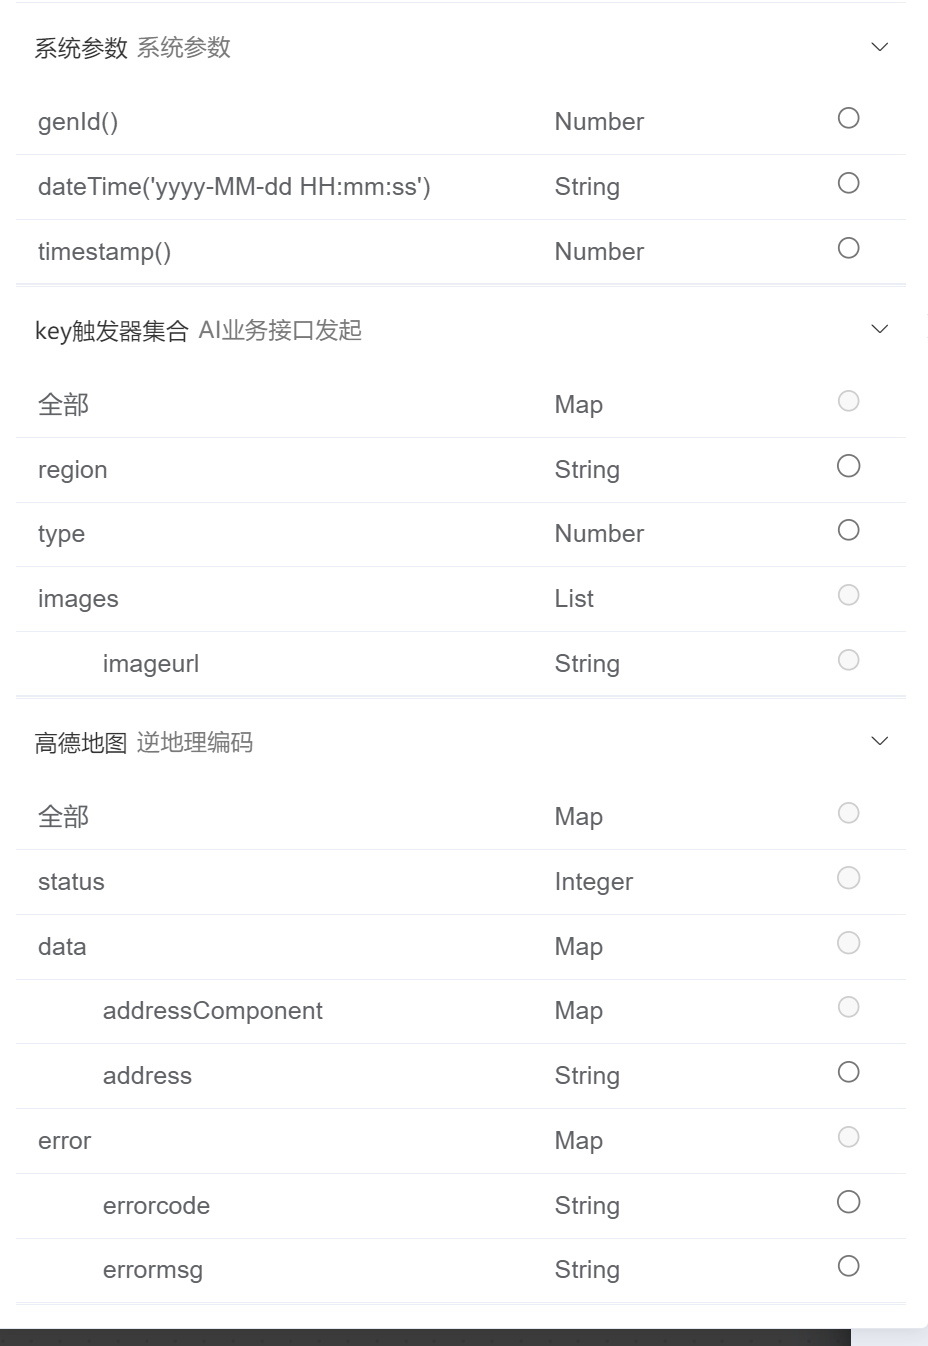 系统参数 系统参数
genId() Number
dateTime('yyyy-MM-dd HH:mm:ss') String
timestamp() Number
key触发器集合 AI业务接口发起
全部 Map
region String
type Number
images List
imageurl String
高德地图 逆地理编码
全部 Map
status Integer
data Map
addressComponent Map
address String
error Map
errorcode String
errormsg String